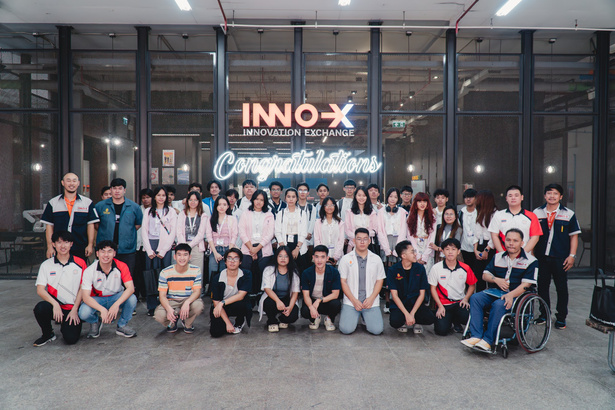 INNO-X
INNOVATION EXCHANGE
Congratulations